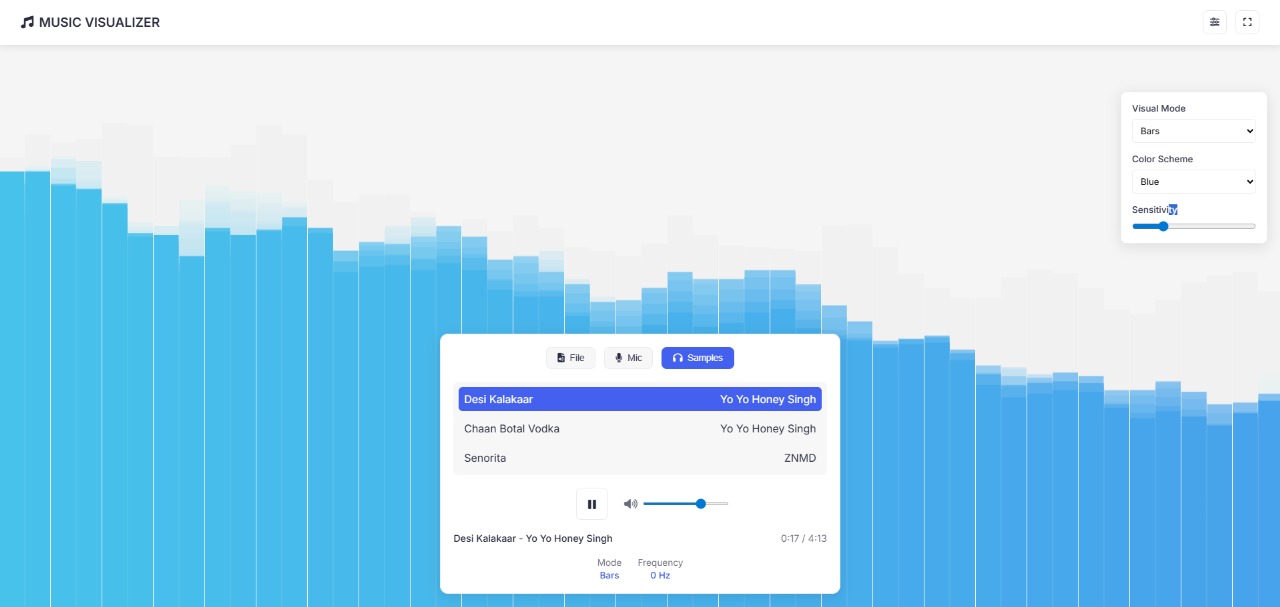 MUSIC VISUALIZER
Visual Mode
Bars
Color Scheme
Blue
Sensitivity
File Mic Samples
Desi Kalakaar Yo Yo Honey Singh
Chaan Botal Vodka Yo Yo Honey Singh
Senorita ZNMD
Desi Kalakaar - Yo Yo Honey Singh 0:17 / 4:13
Mode Frequency
Bars 0 Hz